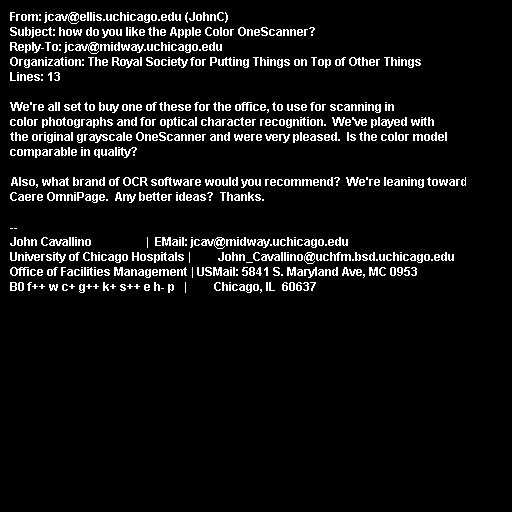 From: jcav@ellis.uchicago.edu (JohnC)
Subject: how do you like the Apple Color OneScanner?
Reply-To: jcav@midway.uchicago.edu
Organization: The Royal Society for Putting Things on Top of Other Things
Lines: 13

We're all set to buy one of these for the office, to use for scanning in
color photographs and for optical character recognition.  We've played with
the original grayscale OneScanner and were very pleased.  Is the color model
comparable in quality?

Also, what brand of OCR software would you recommend?  We're leaning toward
Caere OmniPage.  Any better ideas?  Thanks.

--
John Cavallino                 |  EMail: jcav@midway.uchicago.edu
University of Chicago Hospitals |         John_Cavallino@uchfm.bsd.uchicago.edu
Office of Facilities Management | USMail: 5841 S. Maryland Ave, MC 0953
B0 f++ w c+ g++ k+ s++ e h- p   |         Chicago, IL  60637